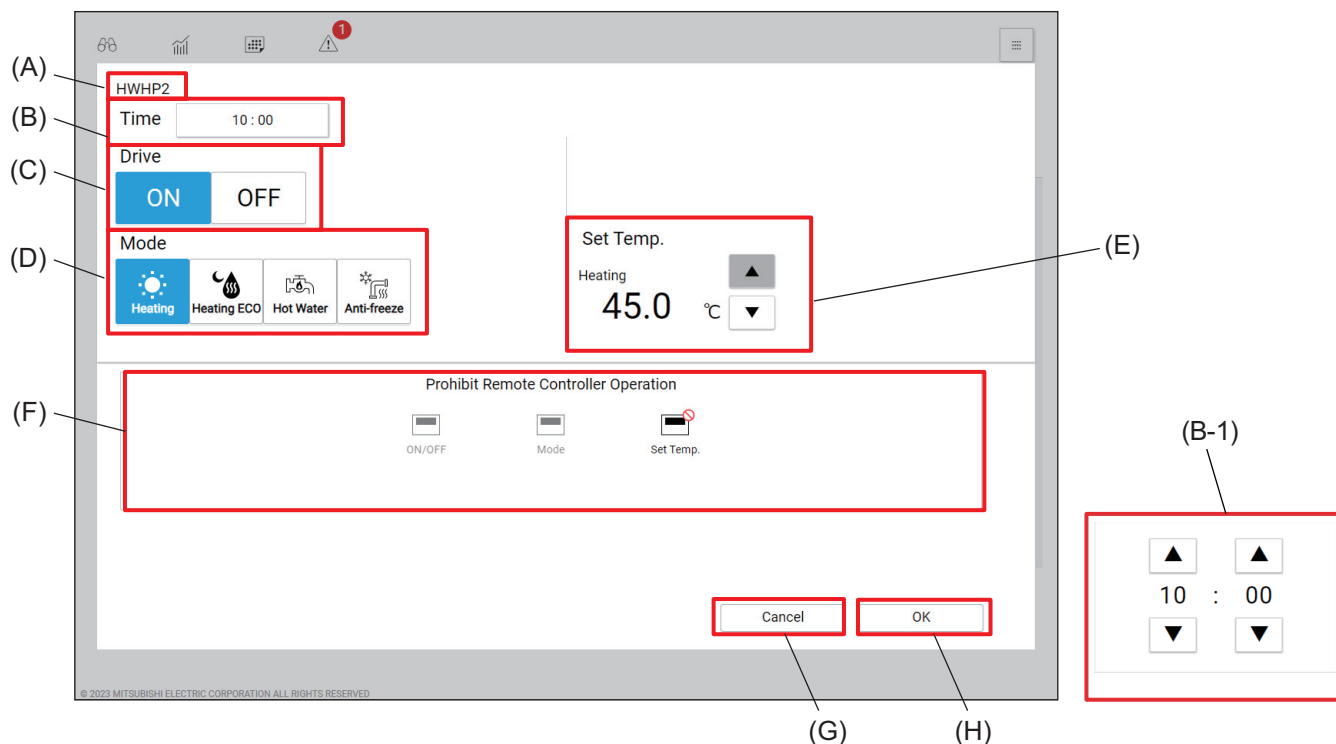 1
(A)
HWHP2
(B)
Time
10 : 00
(C)
Drive
ON
OFF
(D)
Mode
Heating
Heating ECO
Hot Water
Anti-freeze
(E)
Set Temp.
Heating
45.0 ℃
▲
▼
(F)
Prohibit Remote Controller Operation
ON/OFF
Mode
Set Temp.
(B-1)
▲ ▲
10 : 00
▼ ▼
Cancel
OK
© 2023 MITSUBISHI ELECTRIC CORPORATION ALL RIGHTS RESERVED
(G)
(H)